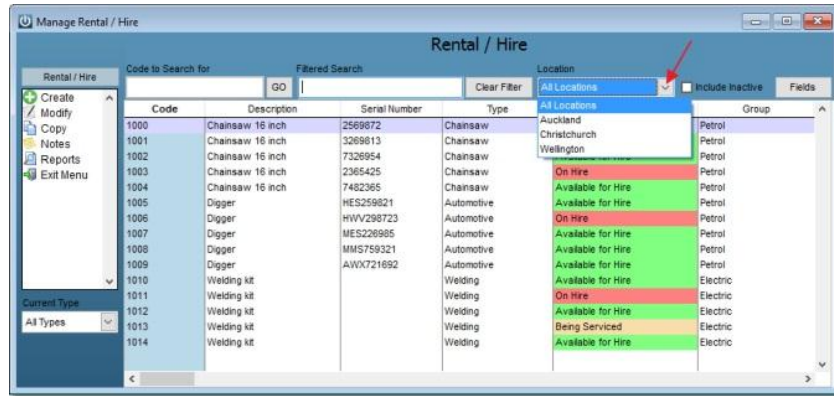 Manage Rental / Hire
Rental / Hire
Rental / Hire
Code to Search for Filtered Search Location
GO Clear Filter All Locations Include Inactive Fields
Create
Modify
Copy
Notes
Reports
Exit Menu
Current Type
All Types
All Locations
Auckland
Christchurch
Wellington
Code Description Serial Number Type Group
1000 Chainsaw 16 inch 2569872 Chainsaw Petrol
1001 Chainsaw 16 inch 3269813 Chainsaw Petrol
1002 Chainsaw 16 inch 7326954 Chainsaw Petrol
1003 Chainsaw 16 inch 2365425 Chainsaw On Hire Petrol
1004 Chainsaw 16 inch 7482365 Chainsaw Available for Hire Petrol
1005 Digger HES259821 Automotive Available for Hire Petrol
1006 Digger HWV298723 Automotive On Hire Petrol
1007 Digger MES226985 Automotive Available for Hire Petrol
1008 Digger MMS759321 Automotive Available for Hire Petrol
1009 Digger AWX721692 Automotive Available for Hire Petrol
1010 Welding kit Welding Available for Hire Electric
1011 Welding kit Welding On Hire Electric
1012 Welding kit Welding Available for Hire Electric
1013 Welding kit Welding Being Serviced Electric
1014 Welding kit Welding Available for Hire Electric